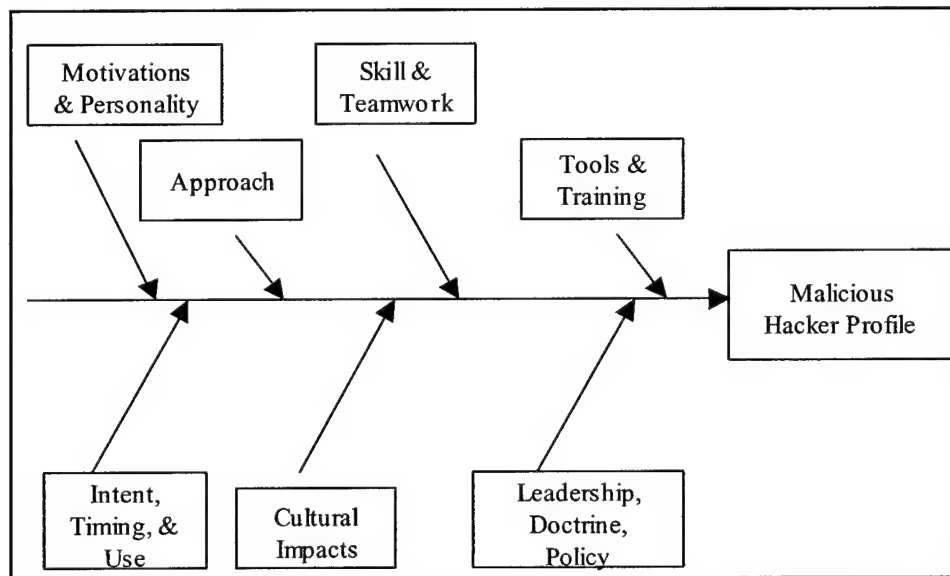 Motivations
& Personality
Skill &
Teamwork
Approach
Tools &
Training
Malicious
Hacker Profile
Intent,
Timing, &
Use
Cultural
Impacts
Leadership,
Doctrine,
Policy